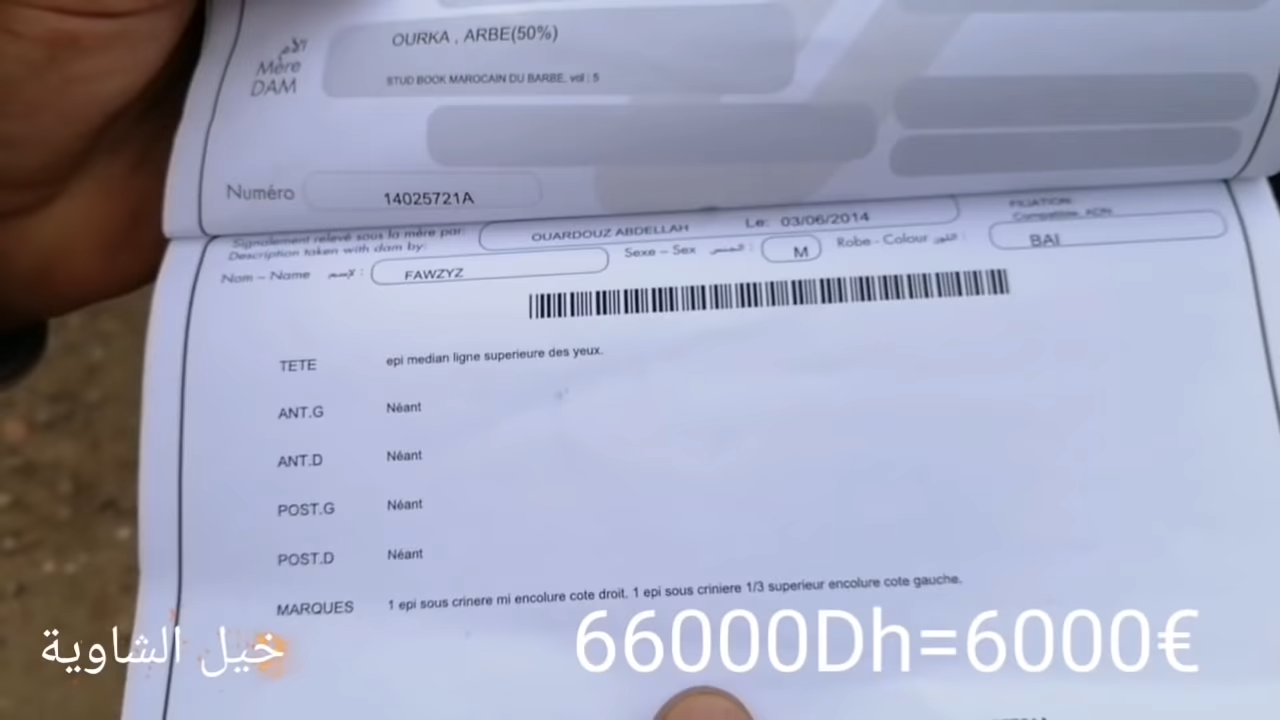 الأم
Mère
DAM
OURKA , ARBE(50%)
STUD BOOK MAROCAIN DU BARBE. vol : 5
Numéro 14025721A
Signalement relevé sous la mère par:
Description taken with dam by:
OUARDOUZ ABDELLAH Le: 03/06/2014
FILIATION:
Compatible ADN
Nom – Name الإسم : FAWZYZ Sexe – Sex الجنس : M Robe - Colour اللون : BAI
TETE epi median ligne superieure des yeux.
ANT.G Néant
ANT.D Néant
POST.G Néant
POST.D Néant
MARQUES 1 epi sous crinere mi encolure cote droit. 1 epi sous criniere 1/3 superieur encolure cote gauche.
خيل الشاوية
66000Dh=6000€